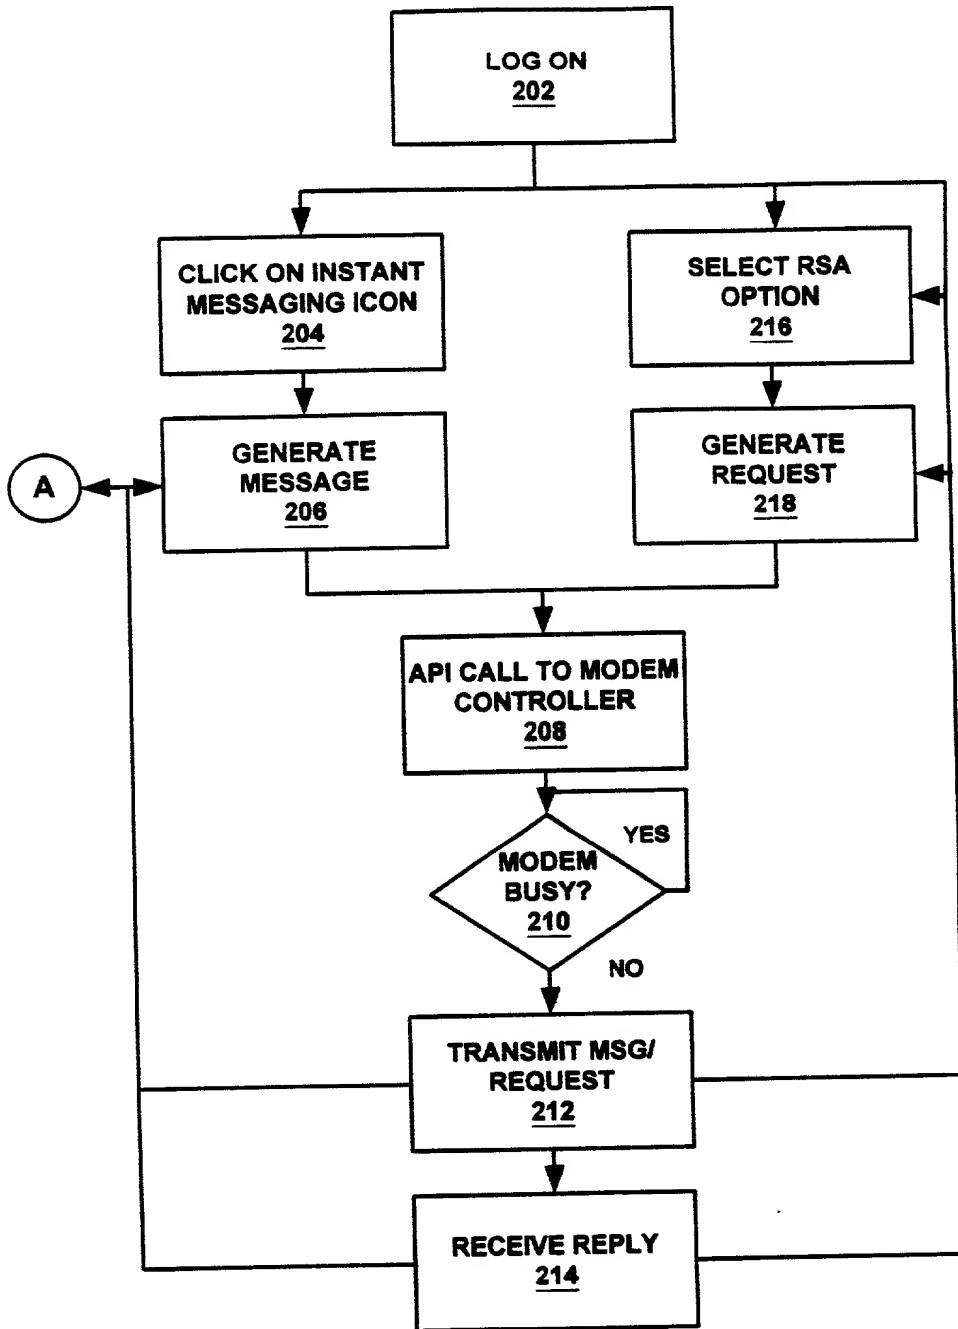 LOG ON
202
CLICK ON INSTANT
MESSAGING ICON
204
SELECT RSA
OPTION
216
A
GENERATE
MESSAGE
206
GENERATE
REQUEST
218
API CALL TO MODEM
CONTROLLER
208
YES
MODEM
BUSY?
210
NO
TRANSMIT MSG/
REQUEST
212
RECEIVE REPLY
214